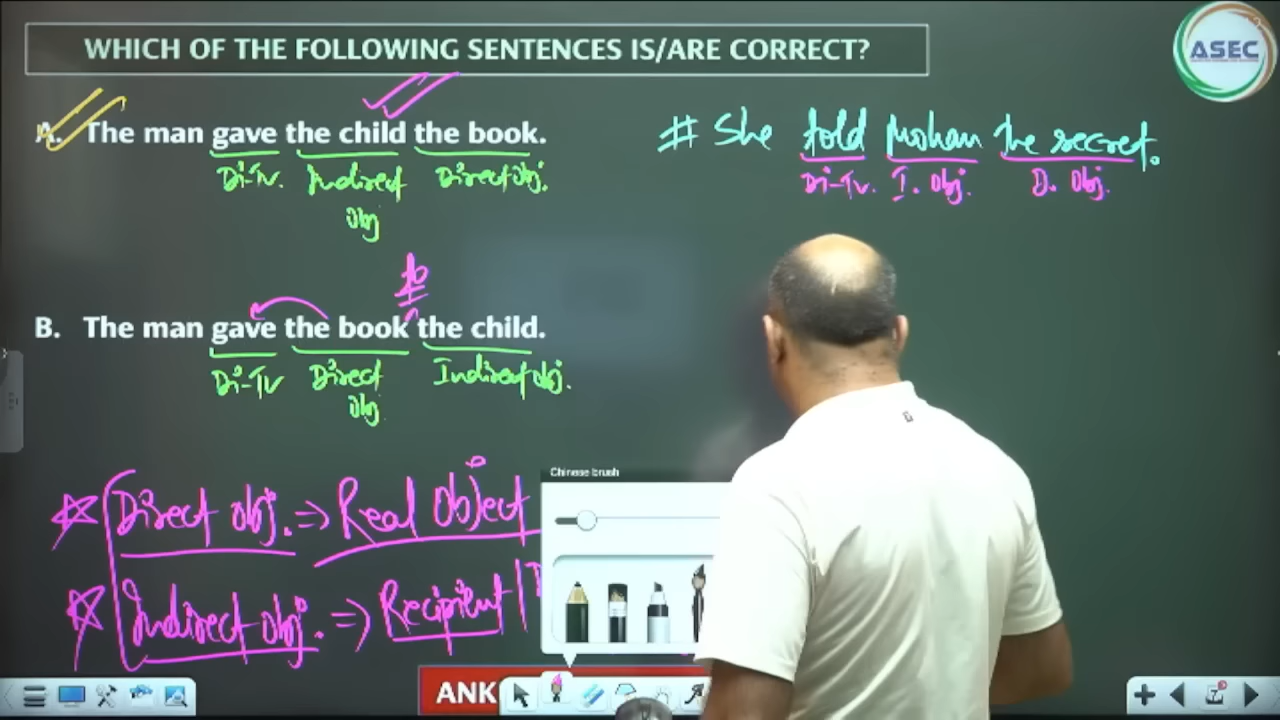 WHICH OF THE FOLLOWING SENTENCES IS/ARE CORRECT?
ASEC
A. The man gave the child the book.
Di-Tv. Indirect Obj Direct Obj.
# She told Mohan the secret.
Di-Tv. I. Obj. D. Obj.
to
B. The man gave the book the child.
Di-Tv Direct Obj Indirect Obj.
Direct Obj. => Real Object
Indirect Obj. => Recipient |
Chinese brush
ANK